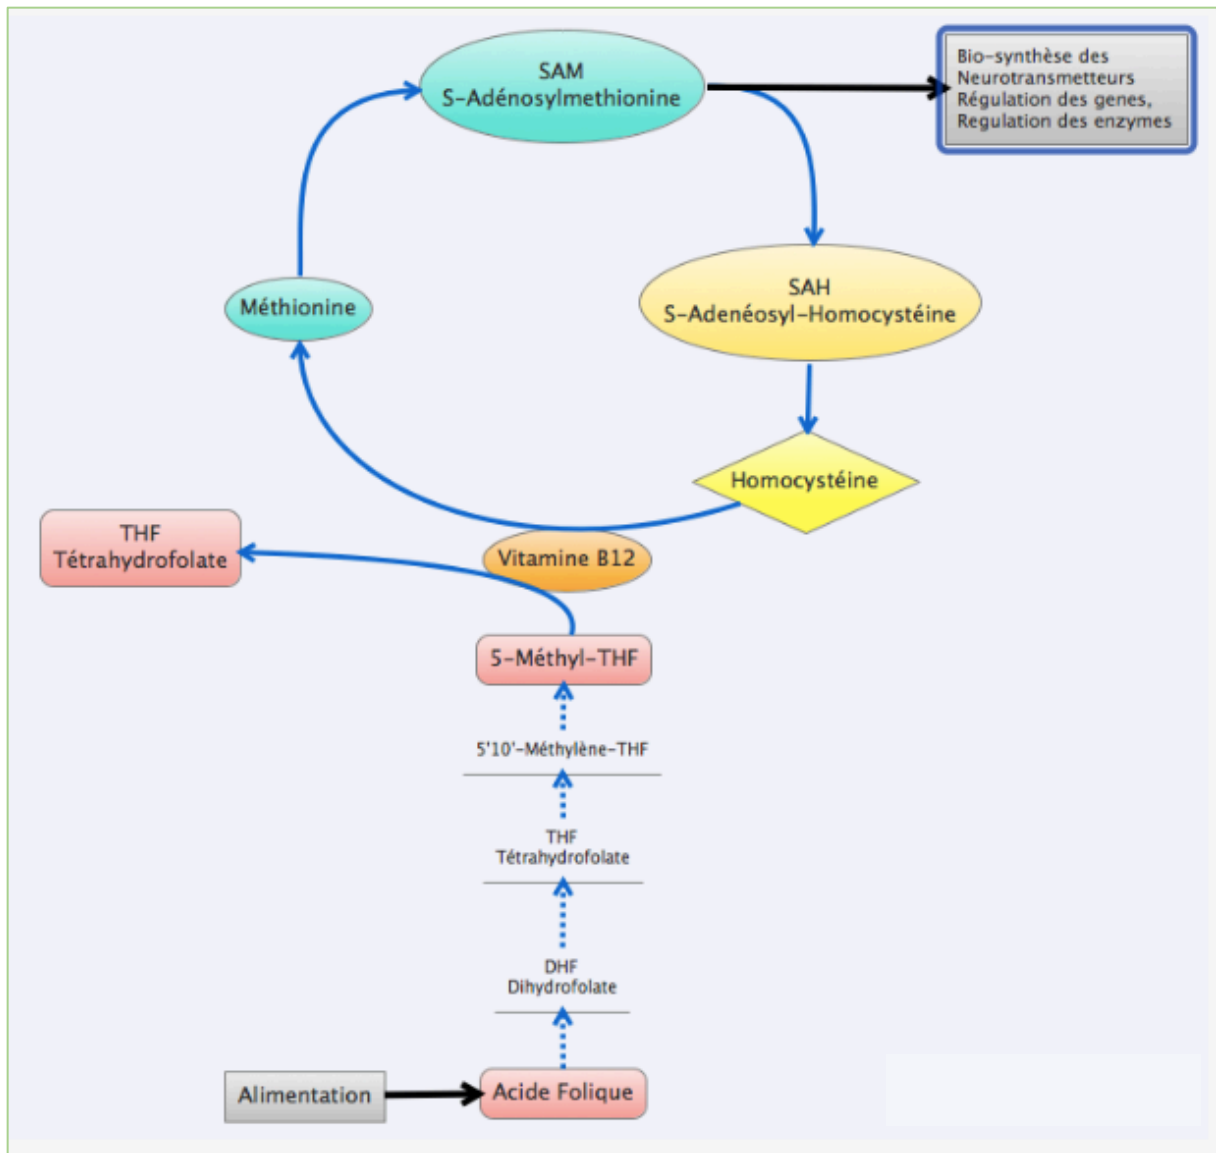 SAM
S-Adénosylmethionine
Bio-synthèse des
Neurotransmetteurs
Régulation des genes,
Regulation des enzymes
Méthionine
SAH
S-Adenéosyl-Homocystéine
Homocystéine
THF
Tétrahydrofolate
Vitamine B12
5-Méthyl-THF
5'10'-Méthylène-THF
THF
Tétrahydrofolate
DHF
Dihydrofolate
Alimentation
Acide Folique